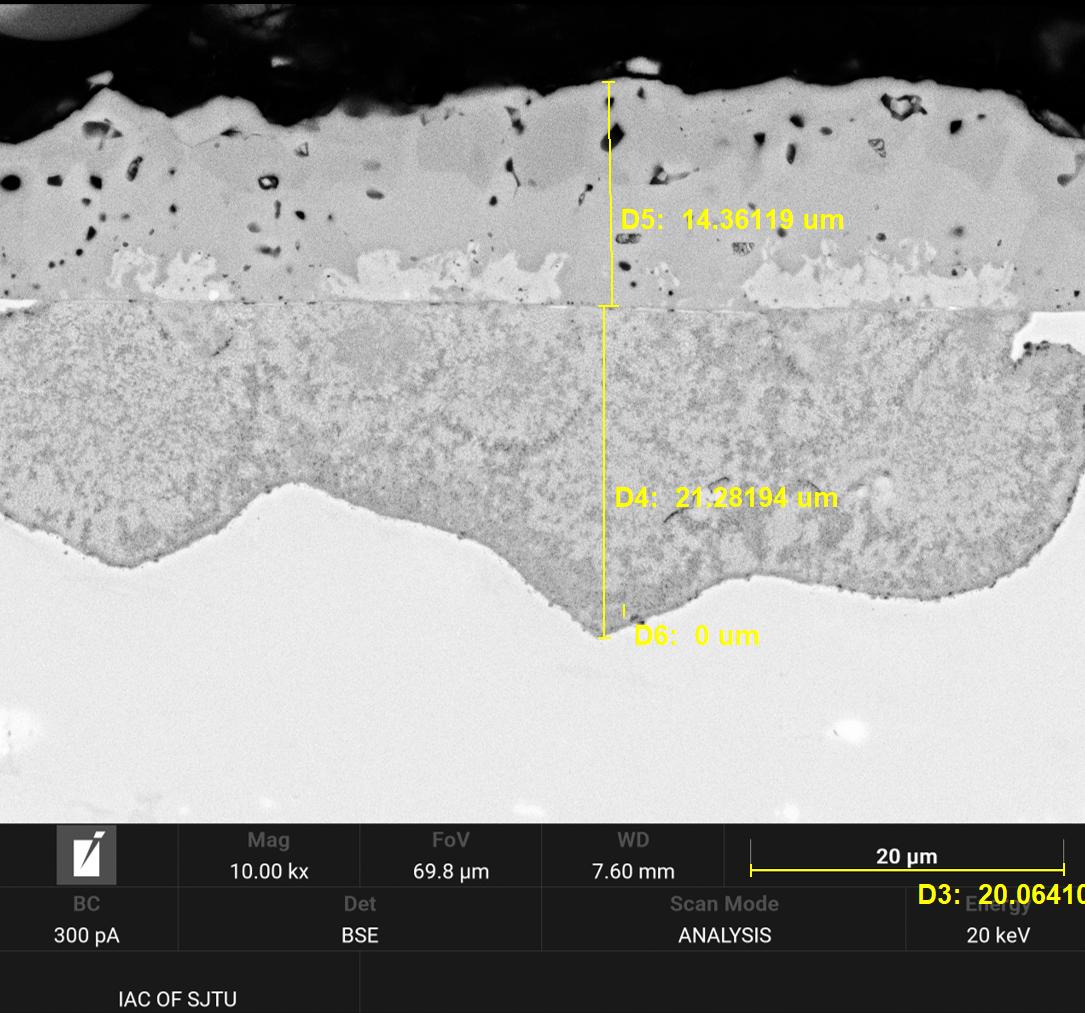 D5: 14.36119 um
D4: 21.28194 um
D6: 0 um
Mag
10.00 kx
FoV
69.8 µm
WD
7.60 mm
20 µm
D3: 20.06410
BC
300 pA
Det
BSE
Scan Mode
ANALYSIS
Energy
20 keV
IAC OF SJTU